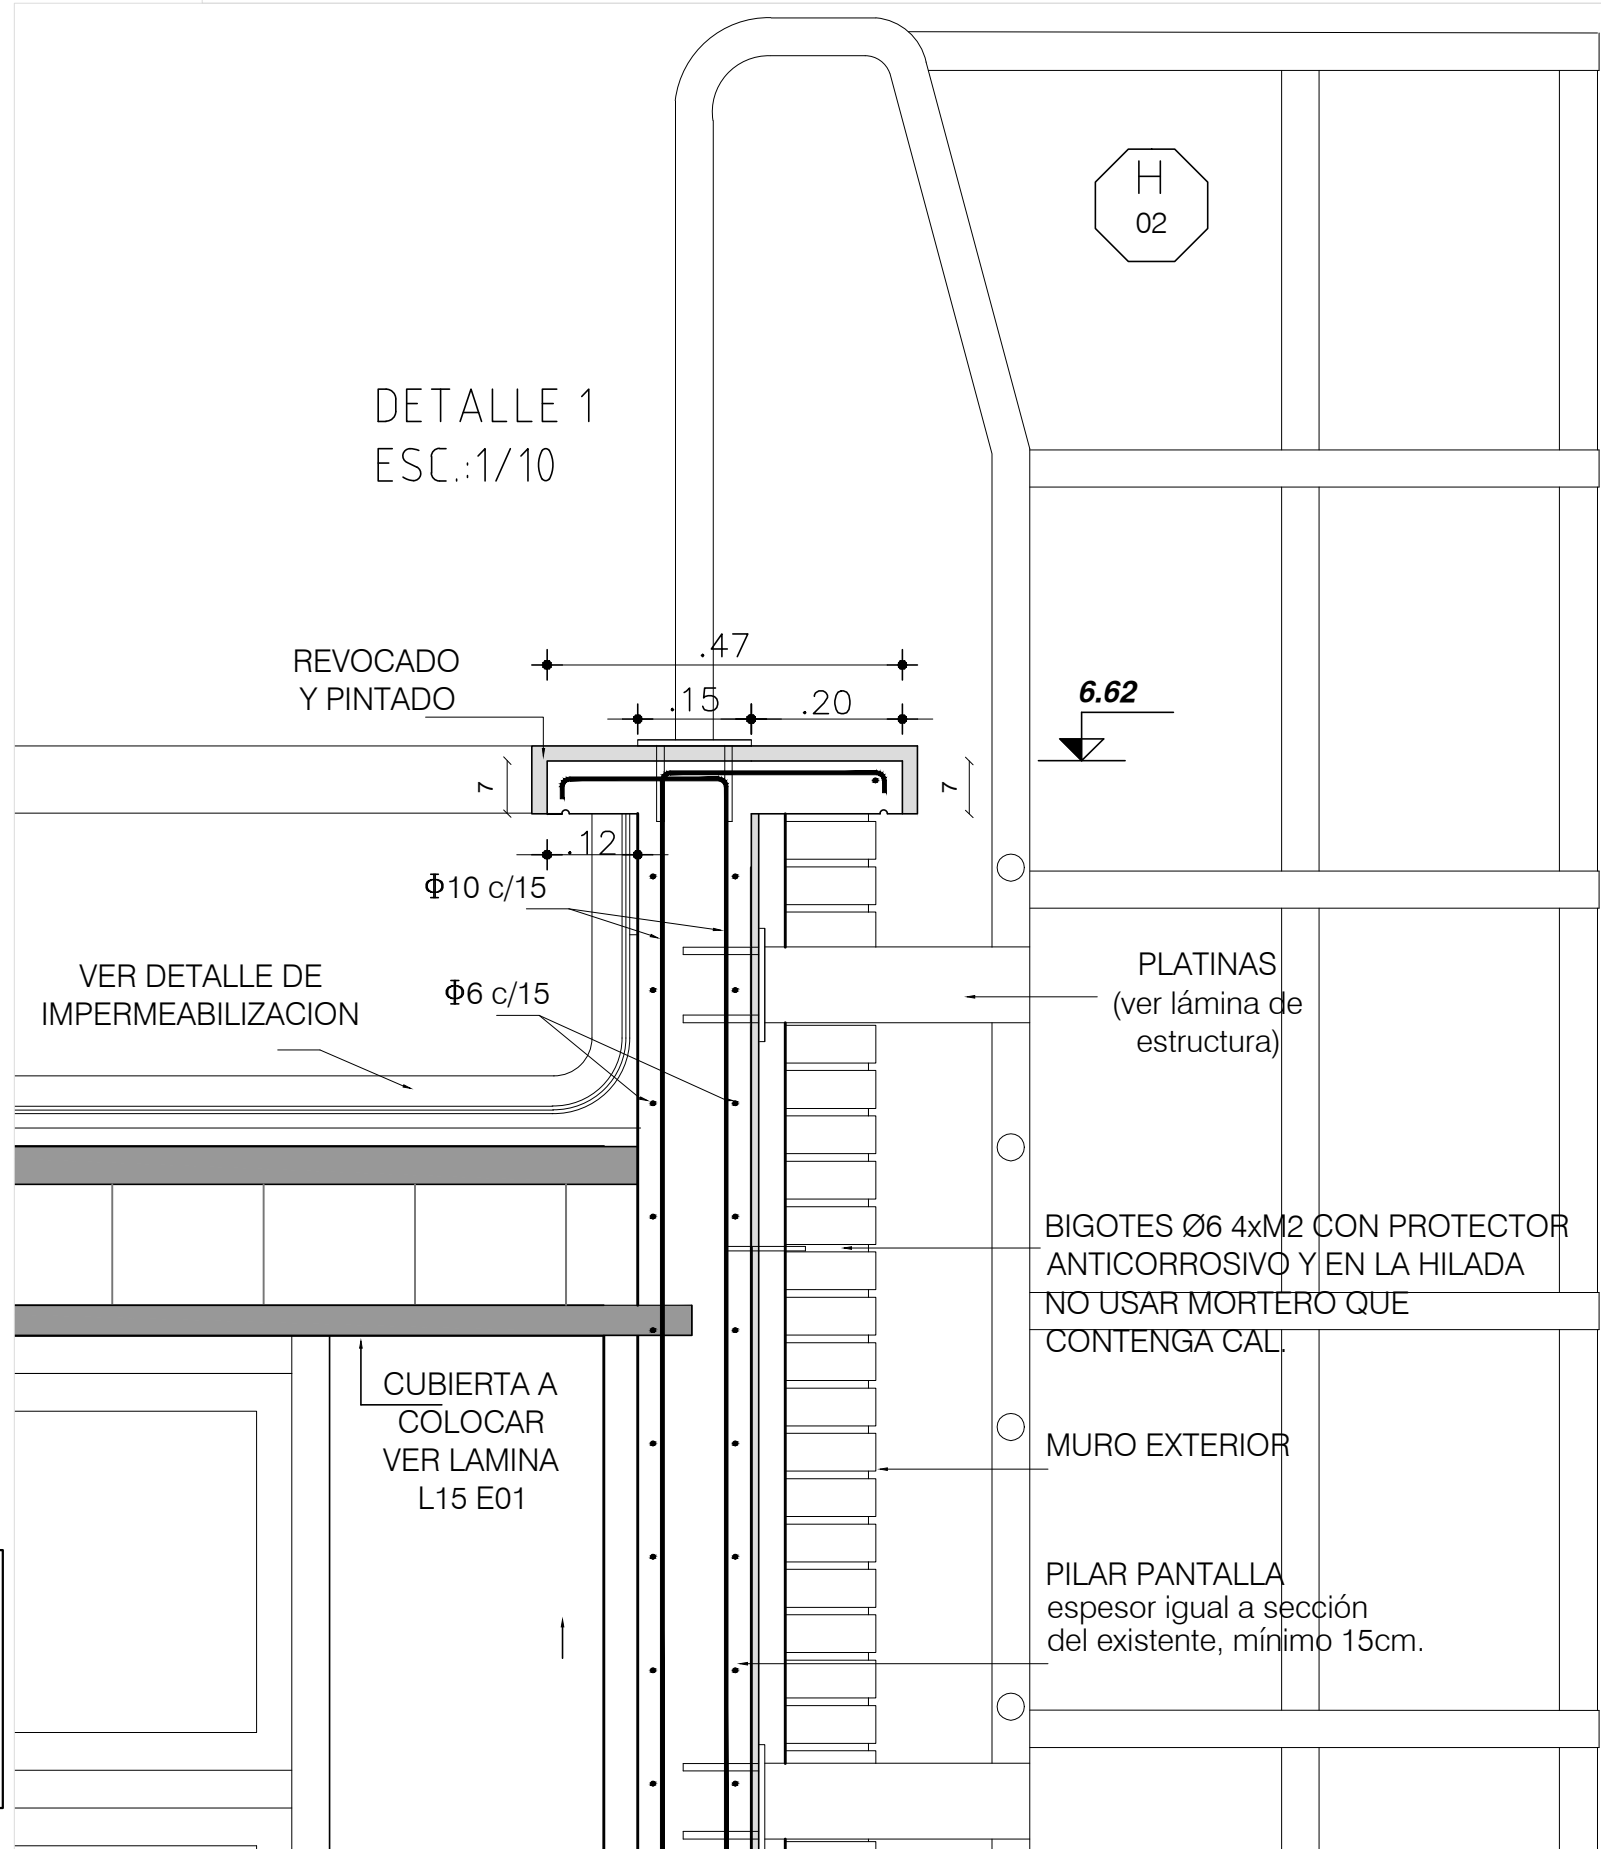 H
02
DETALLE 1
ESC.:1/10
.47
REVOCADO
Y PINTADO
.15
.20
6.62
7
7
.12
Φ10 c/15
VER DETALLE DE
IMPERMEABILIZACION
Φ6 c/15
PLATINAS
(ver lámina de
estructura)
BIGOTES Ø6 4xM2 CON PROTECTOR
ANTICORROSIVO Y EN LA HILADA
NO USAR MORTERO QUE
CONTENGA CAL.
CUBIERTA A
COLOCAR
VER LAMINA
L15 E01
MURO EXTERIOR
PILAR PANTALLA
espesor igual a sección
del existente, mínimo 15cm.